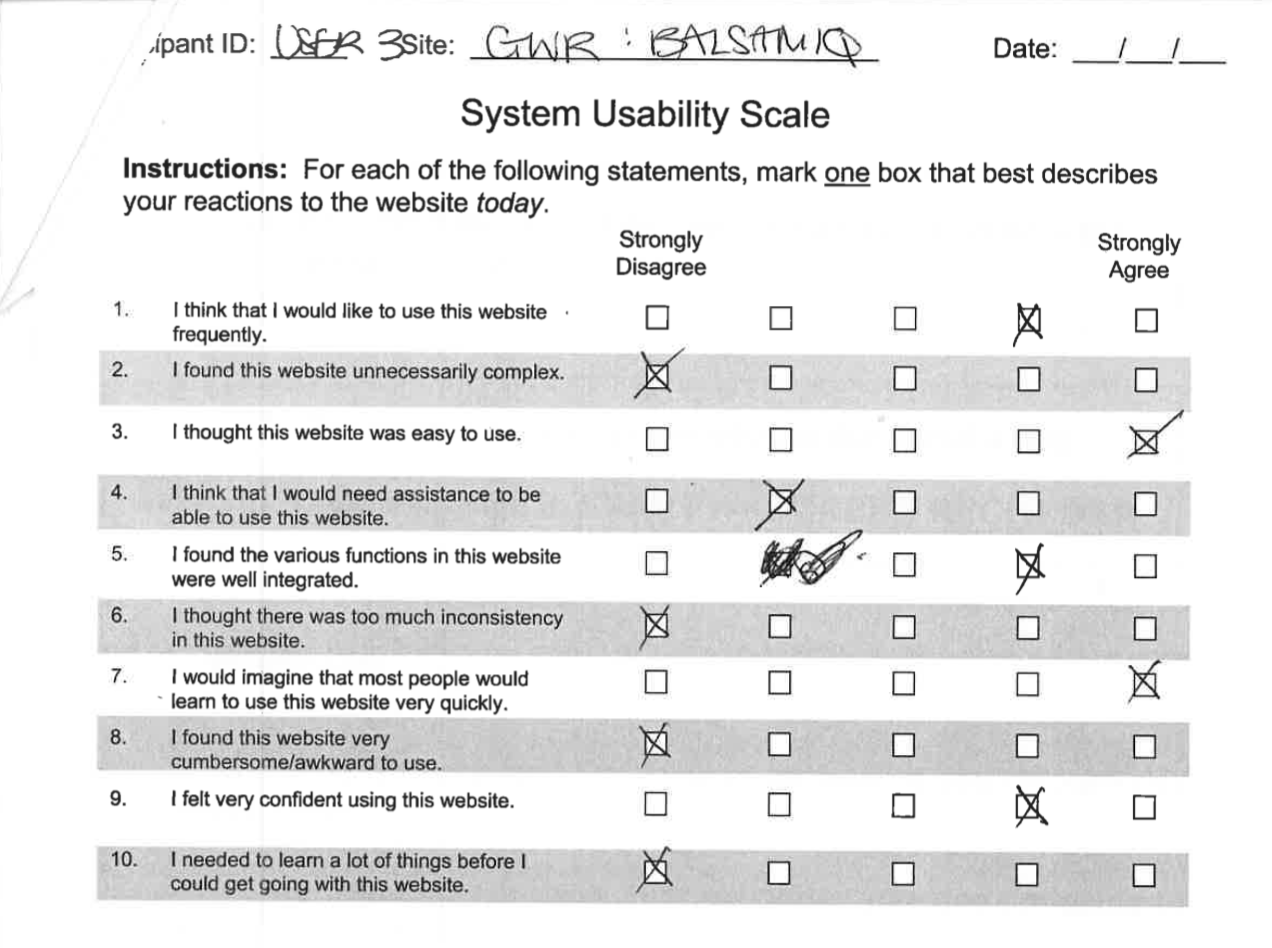 ipant ID: USER 3 Site: GWR : BALSAMIQ Date: __/__/__
System Usability Scale
Instructions: For each of the following statements, mark one box that best describes
your reactions to the website today.
Strongly Disagree Strongly Agree
1. I think that I would like to use this website
frequently.
2. I found this website unnecessarily complex.
3. I thought this website was easy to use.
4. I think that I would need assistance to be
able to use this website.
5. I found the various functions in this website
were well integrated.
6. I thought there was too much inconsistency
in this website.
7. I would imagine that most people would
learn to use this website very quickly.
8. I found this website very
cumbersome/awkward to use.
9. I felt very confident using this website.
10. I needed to learn a lot of things before I
could get going with this website.